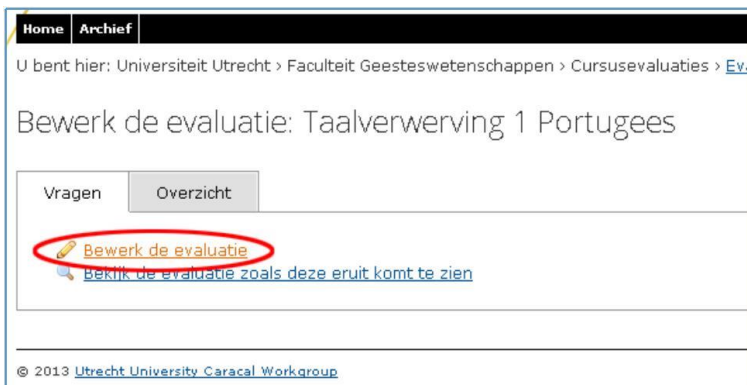 Home Archief
U bent hier: Universiteit Utrecht › Faculteit Geesteswetenschappen › Cursusevaluaties › Ev
Bewerk de evaluatie: Taalverwerving 1 Portugees
Vragen Overzicht
Bewerk de evaluatie
Bekijk de evaluatie zoals deze eruit komt te zien
© 2013 Utrecht University Caracal Workgroup